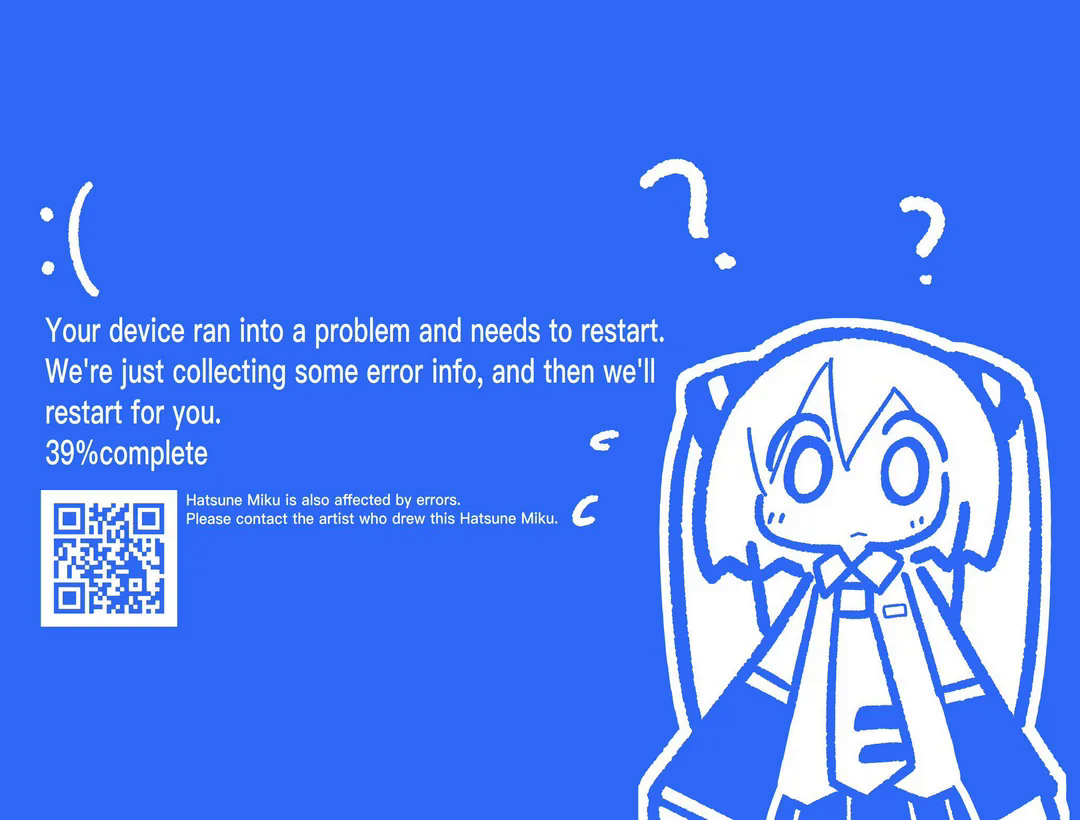 ? ?
:(
Your device ran into a problem and needs to restart.
We're just collecting some error info, and then we'll
restart for you.
39%complete
Hatsune Miku is also affected by errors.
Please contact the artist who drew this Hatsune Miku.